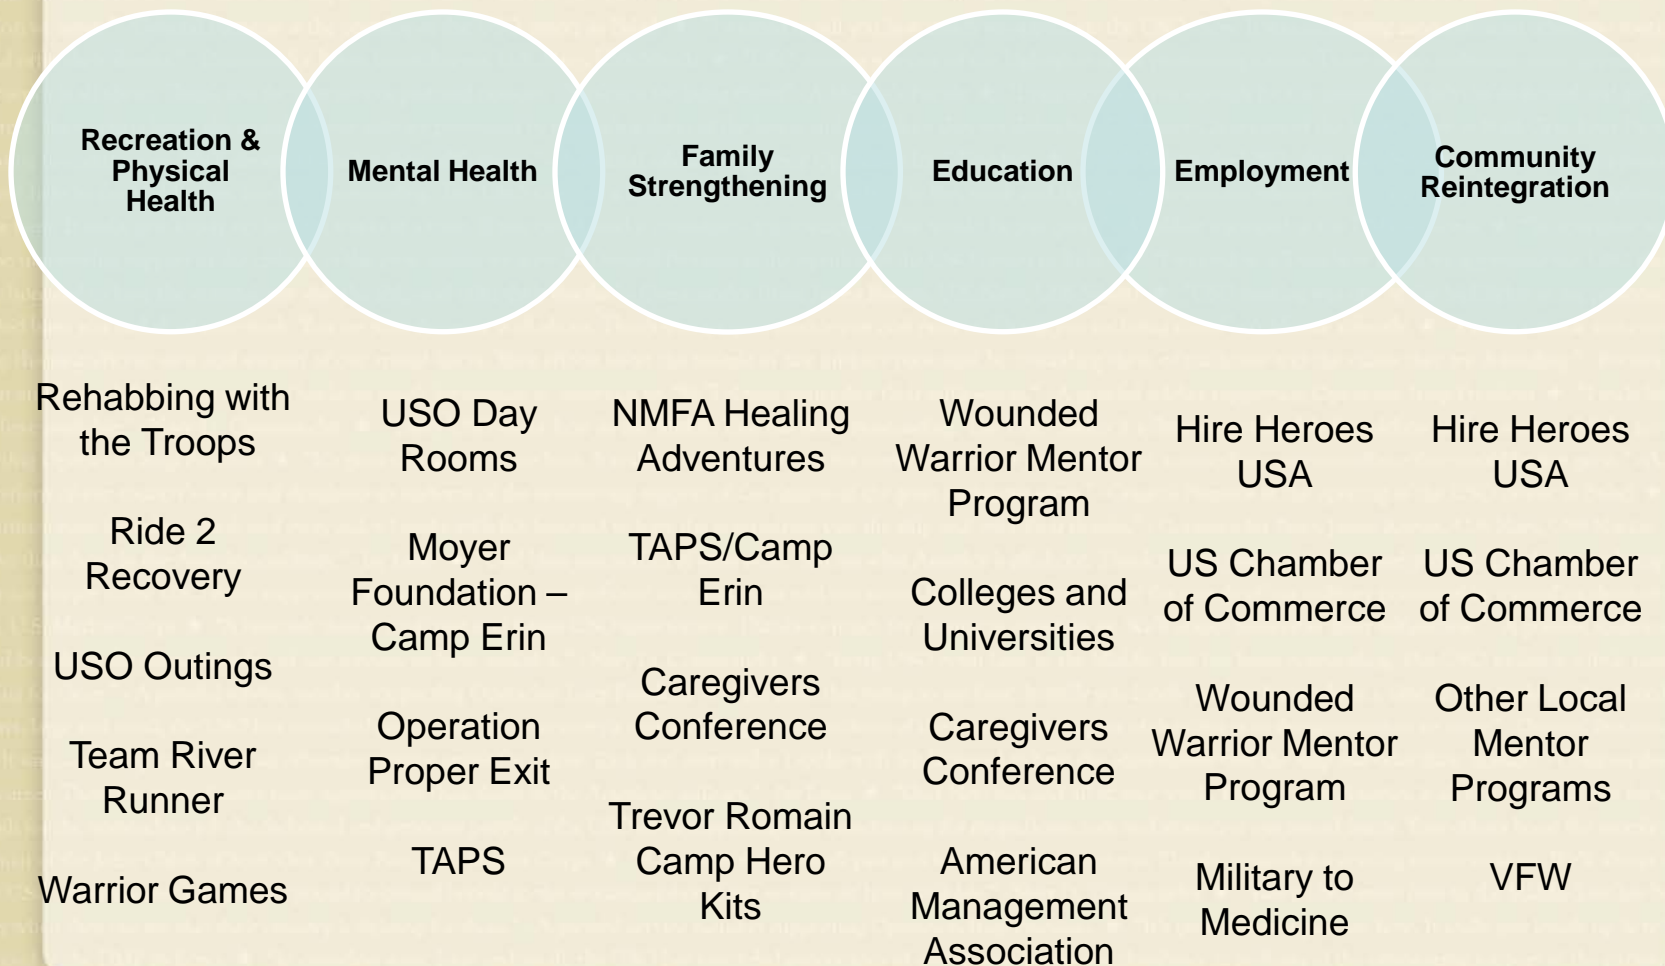 Recreation &
Physical
Health
Mental Health
Family
Strengthening
Education
Employment
Community
Reintegration
Rehabbing with
the Troops
Ride 2
Recovery
USO Outings
Team River
Runner
Warrior Games
USO Day
Rooms
Moyer
Foundation –
Camp Erin
Operation
Proper Exit
TAPS
NMFA Healing
Adventures
TAPS/Camp
Erin
Caregivers
Conference
Trevor Romain
Camp Hero
Kits
Wounded
Warrior Mentor
Program
Colleges and
Universities
Caregivers
Conference
American
Management
Association
Hire Heroes
USA
US Chamber
of Commerce
Wounded
Warrior Mentor
Program
Military to
Medicine
Hire Heroes
USA
US Chamber
of Commerce
Other Local
Mentor
Programs
VFW